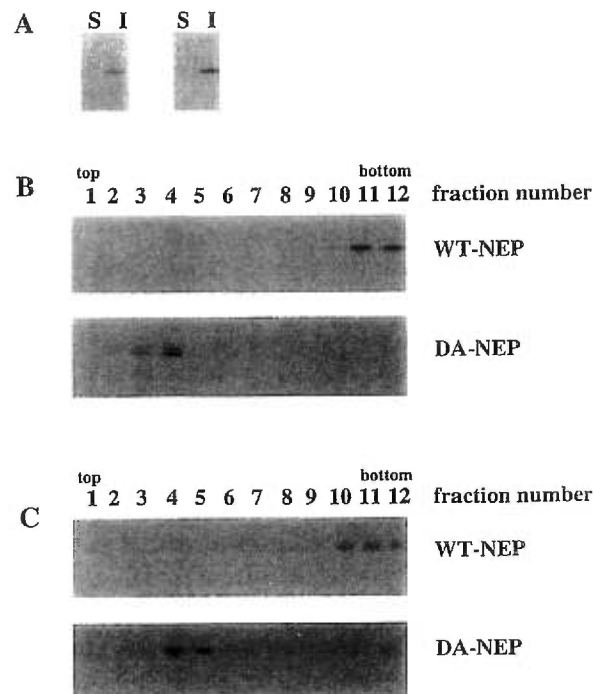 A
S I S I
top bottom
B 1 2 3 4 5 6 7 8 9 10 11 12 fraction number
WT-NEP
DA-NEP
top bottom
1 2 3 4 5 6 7 8 9 10 11 12 fraction number
C
WT-NEP
DA-NEP